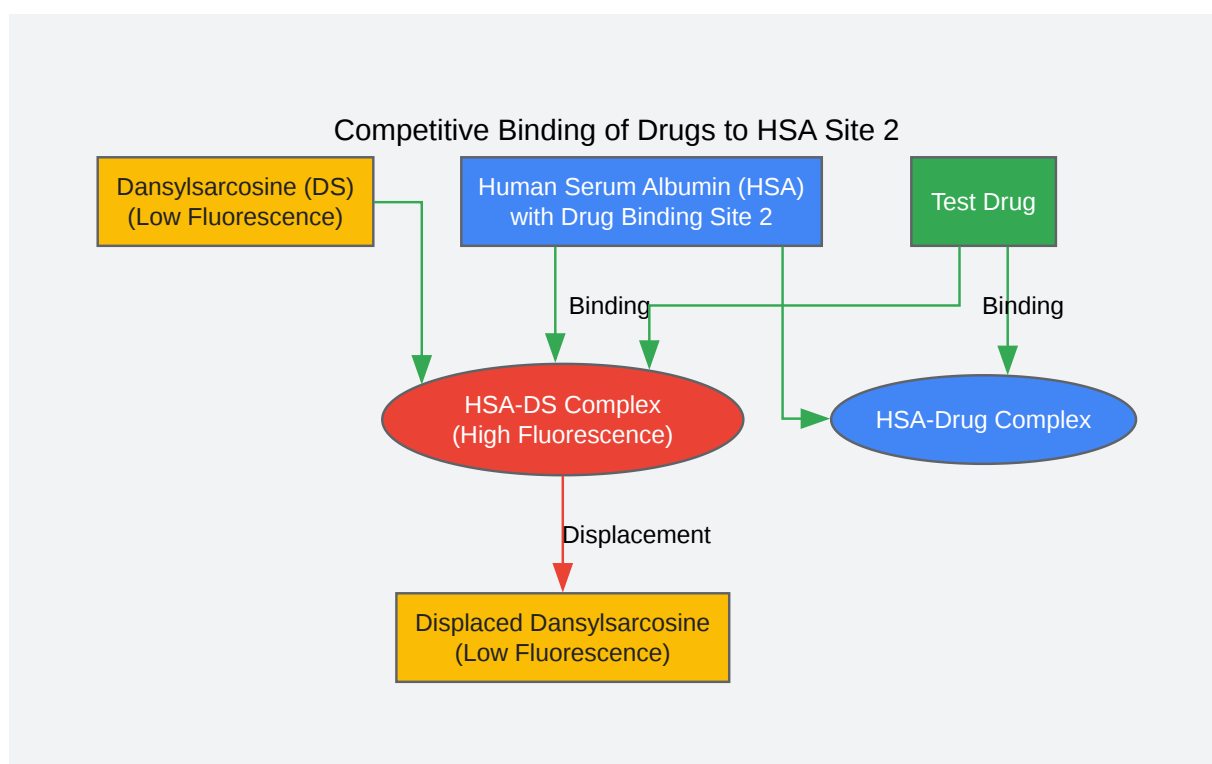 Competitive Binding of Drugs to HSA Site 2
Dansylsarcosine (DS)
(Low Fluorescence)
Human Serum Albumin (HSA)
with Drug Binding Site 2
Test Drug
Binding
Binding
HSA-DS Complex
(High Fluorescence)
HSA-Drug Complex
Displacement
Displaced Dansylsarcosine
(Low Fluorescence)